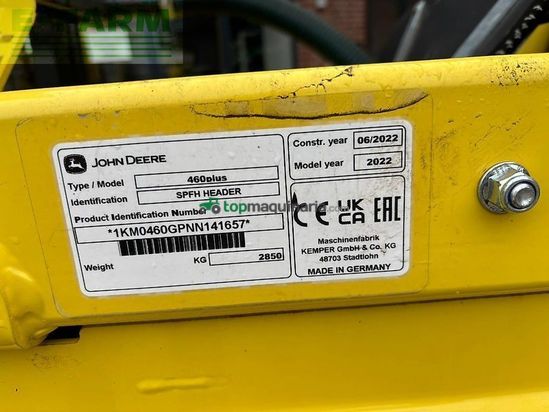 FARM
JOHN DEERE
Type / Model 460plus
Identification SPFH HEADER
Product Identification Number
*1KM0460GPNN141657*
Weight KG 2850
Constr. year 06/2022
Model year 2022
topmaquinaria.com
CE UK CA EAC
Maschinenfabrik
KEMPER GmbH & Co. KG
48703 Stadtlohn
MADE IN GERMANY